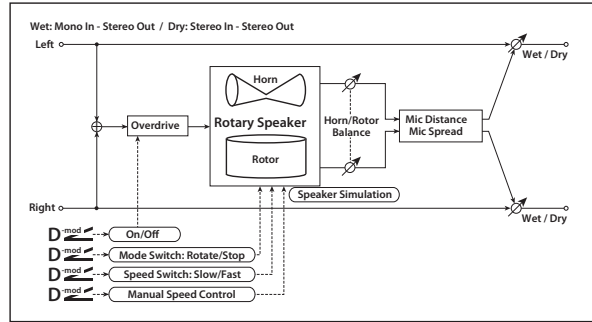 Wet: Mono In - Stereo Out / Dry: Stereo In - Stereo Out
Left
Wet / Dry
Horn
Rotary Speaker
Overdrive
Horn/Rotor
Balance
Mic Distance
Mic Spread
Rotor
Speaker Simulation
Right
Wet / Dry
D-mod On/Off
D-mod Mode Switch: Rotate/Stop
D-mod Speed Switch: Slow/Fast
D-mod Manual Speed Control